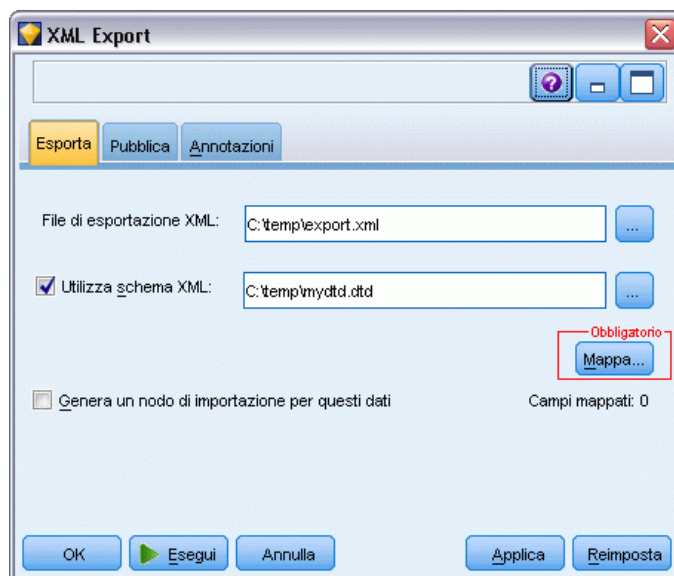 XML Export
Esporta Pubblica Annotazioni
File di esportazione XML: C:\temp\export.xml ...
Utilizza schema XML: C:\temp\mydtd.dtd ...
Obbligatorio
Mappa...
Genera un nodo di importazione per questi dati Campi mappati: 0
OK Esegui Annulla Applica Reimposta